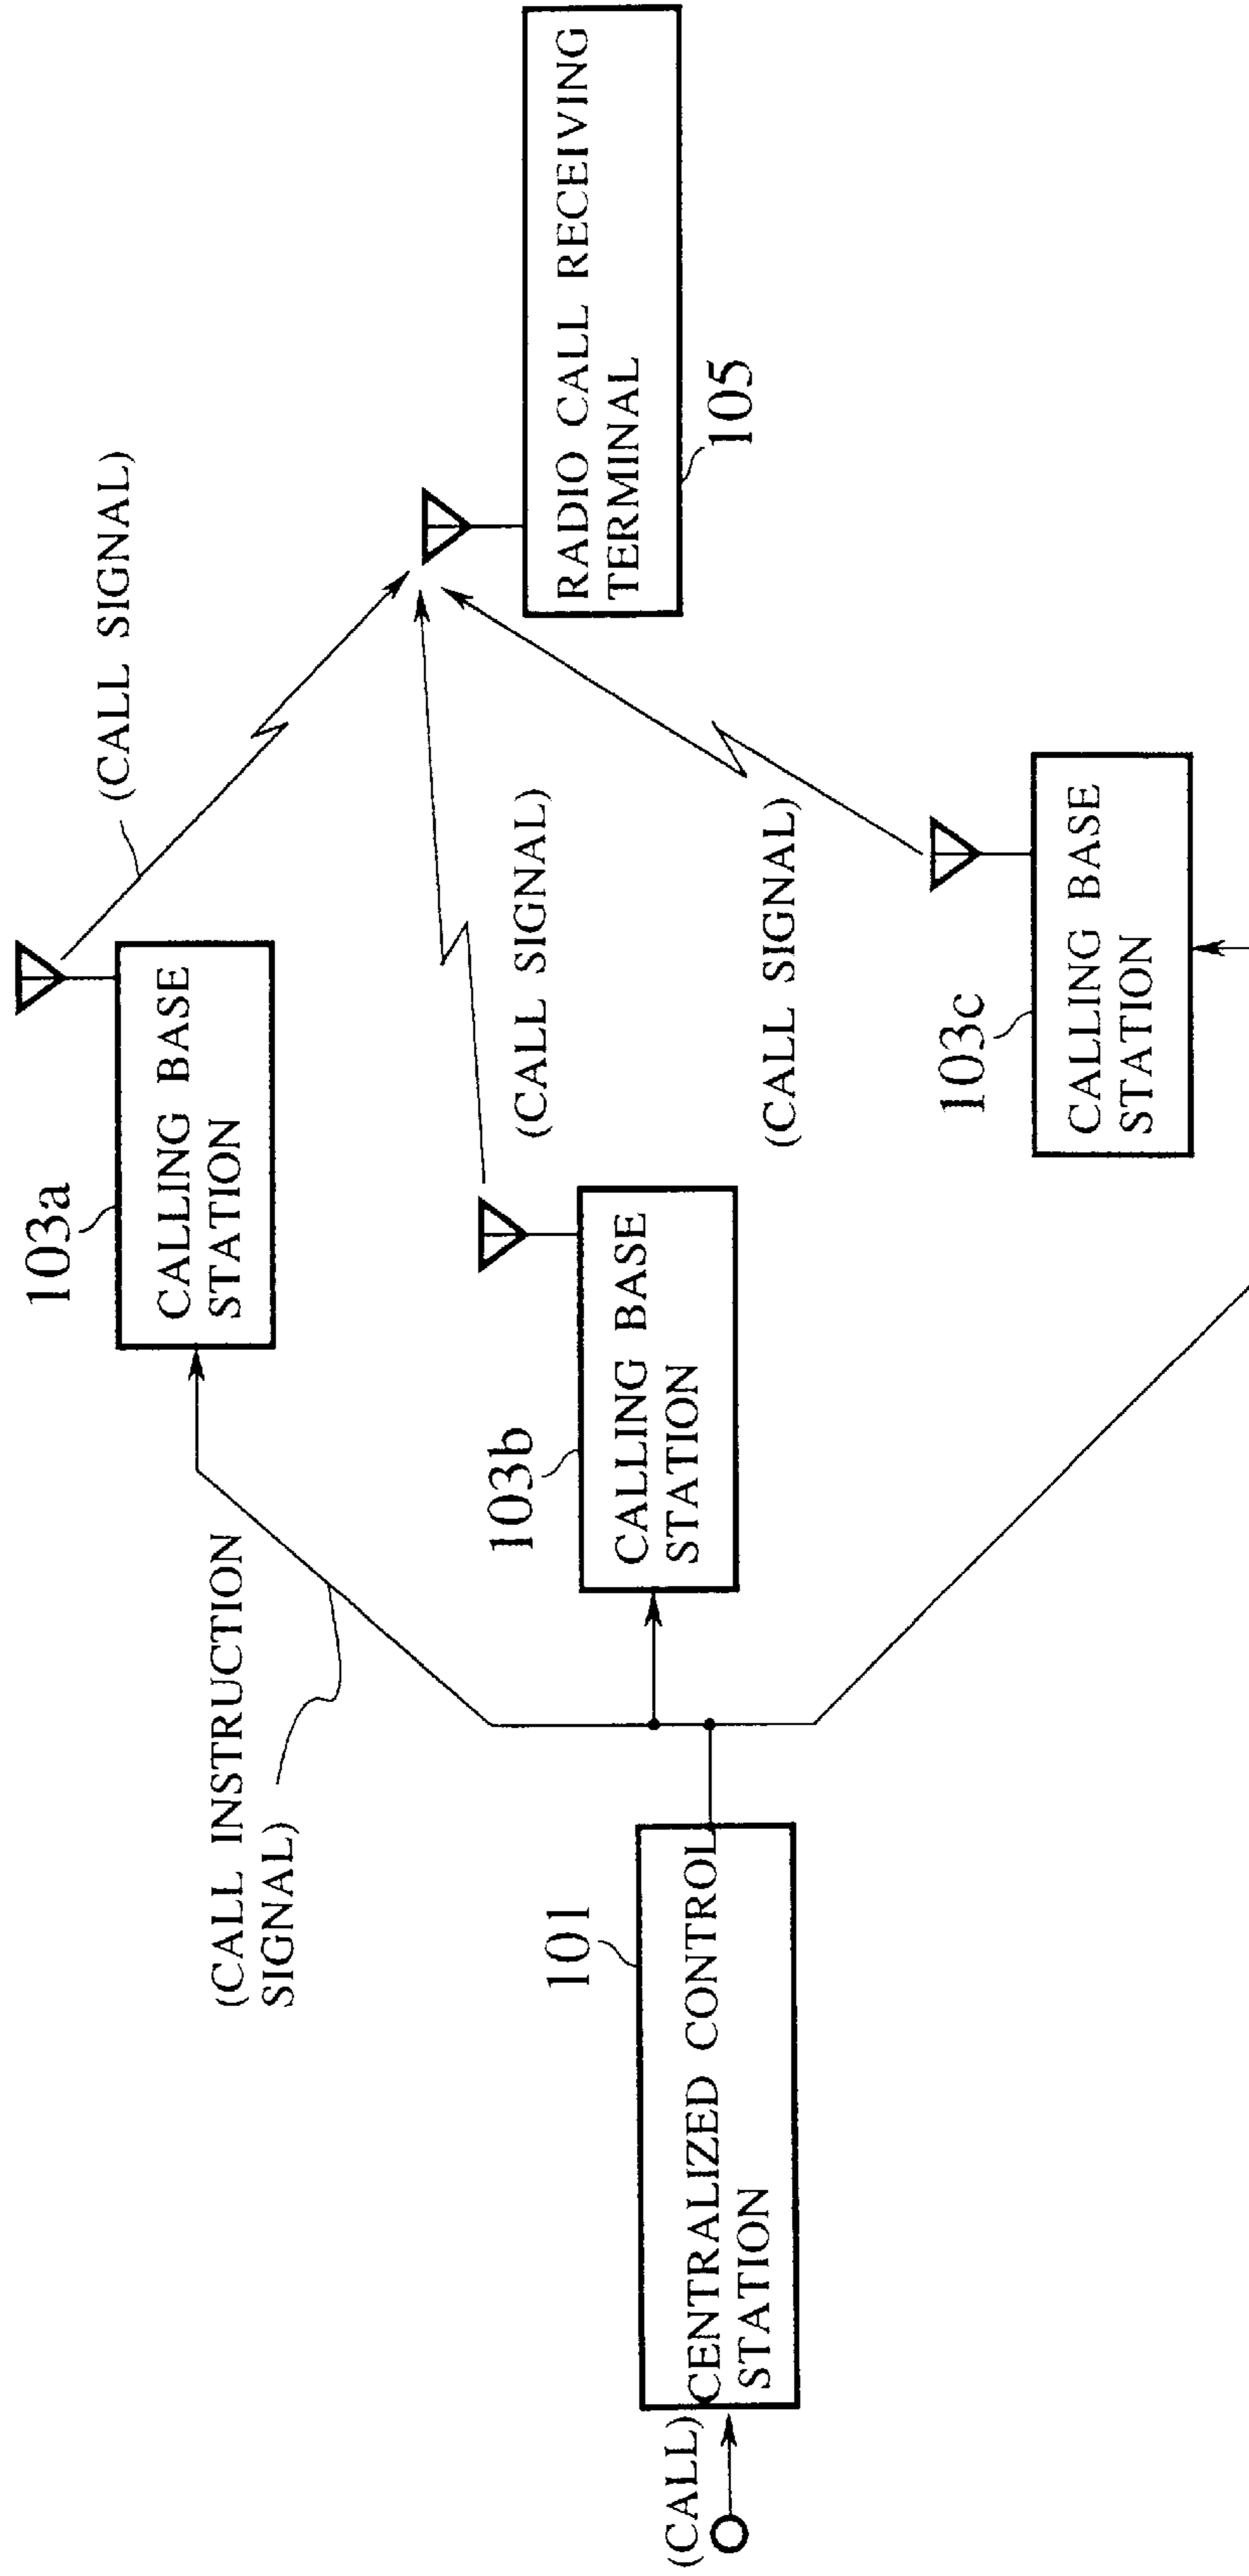 (CALL)
CENTRALIZED CONTROL
STATION
101
(CALL INSTRUCTION
SIGNAL)
103a
CALLING BASE
STATION
(CALL SIGNAL)
103b
CALLING BASE
STATION
(CALL SIGNAL)
103c
CALLING BASE
STATION
(CALL SIGNAL)
RADIO CALL RECEIVING
TERMINAL
105